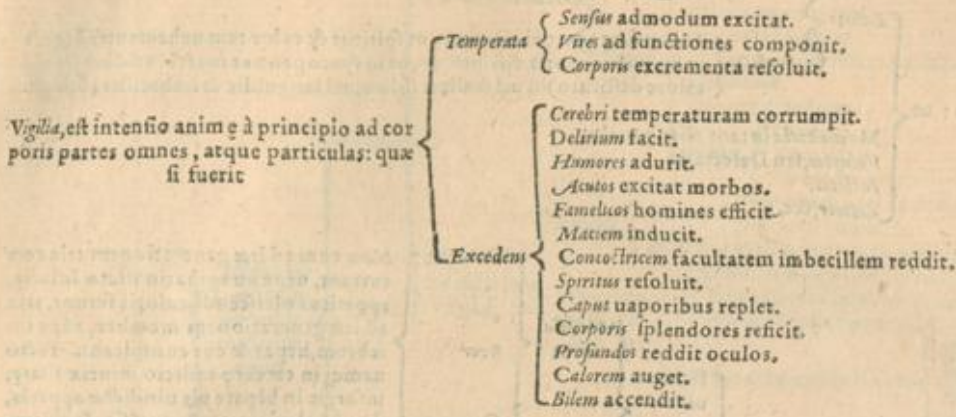 Vigilia, est intensio animę à principio ad cor
poris partes omnes, atque particulas: quæ
si fuerit
Temperata
Sensus admodum excitat.
Vires ad functiones componit.
Corporis excrementa resoluit.
Excedens
Cerebri temperaturam corrumpit.
Delirium facit.
Humores adurit.
Acutos excitat morbos.
Famelicos homines efficit.
Maciem inducit.
Concoctricem facultatem imbecillem reddit.
Spiritus resoluit.
Caput uaporibus replet.
Corporis splendores reficit.
Profundos reddit oculos.
Calorem auget.
Bilem accendit.